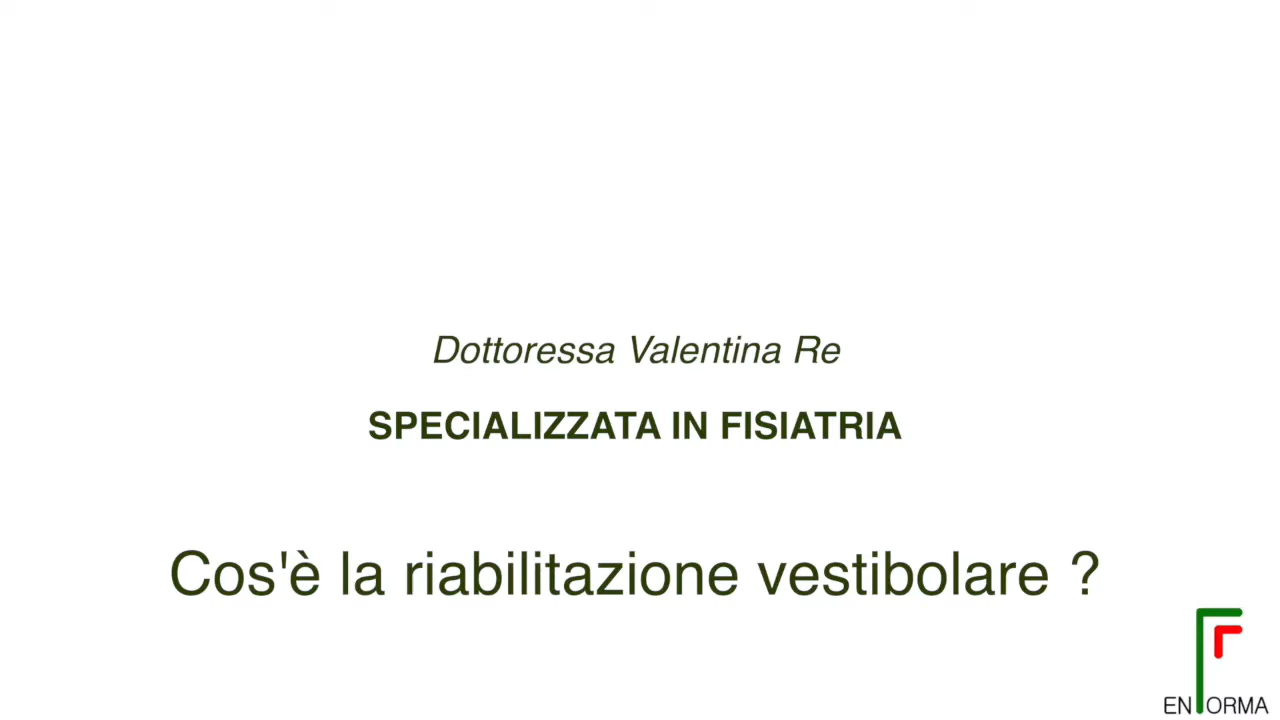 Dottoressa Valentina Re
SPECIALIZZATA IN FISIATRIA
Cos'è la riabilitazione vestibolare ?
ENFORMA